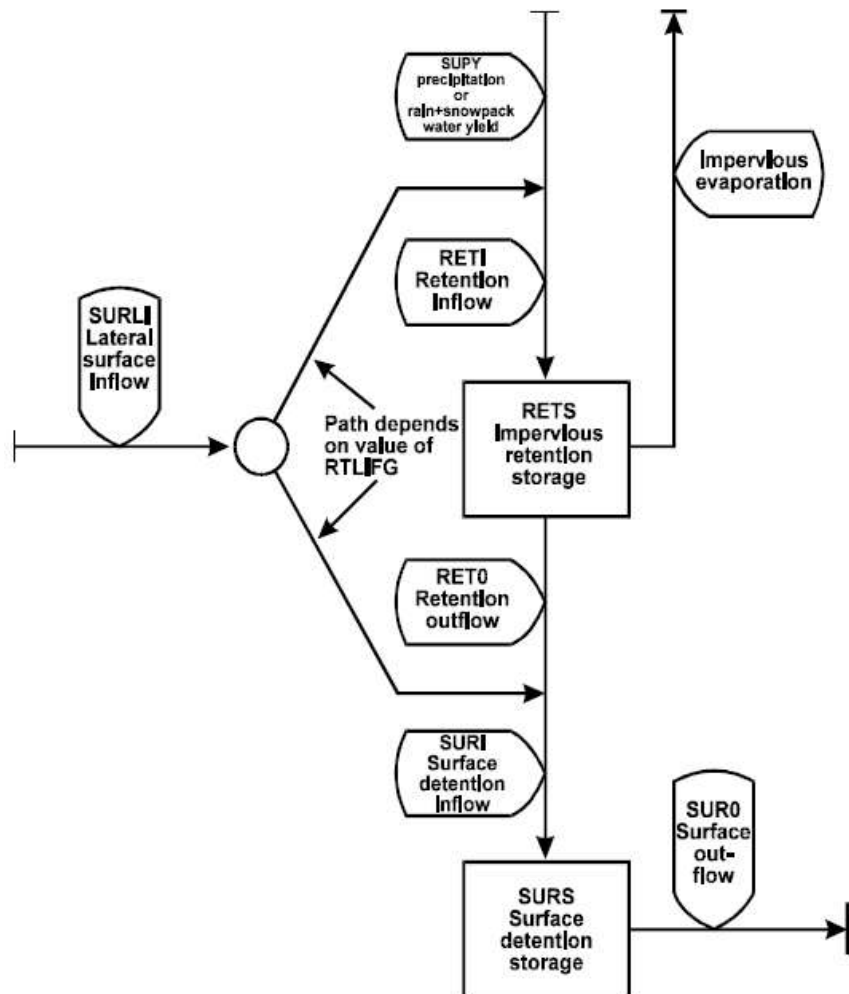 SUPY
precipitation
or
rain+snowpack
water yield
Impervious
evaporation
RETI
Retention
Inflow
SURLI
Lateral
surface
Inflow
Path depends
on value of
RTLIFG
RETS
Impervious
retention
storage
RET0
Retention
outflow
SURI
Surface
detention
Inflow
SUR0
Surface
out-
flow
SURS
Surface
detention
storage